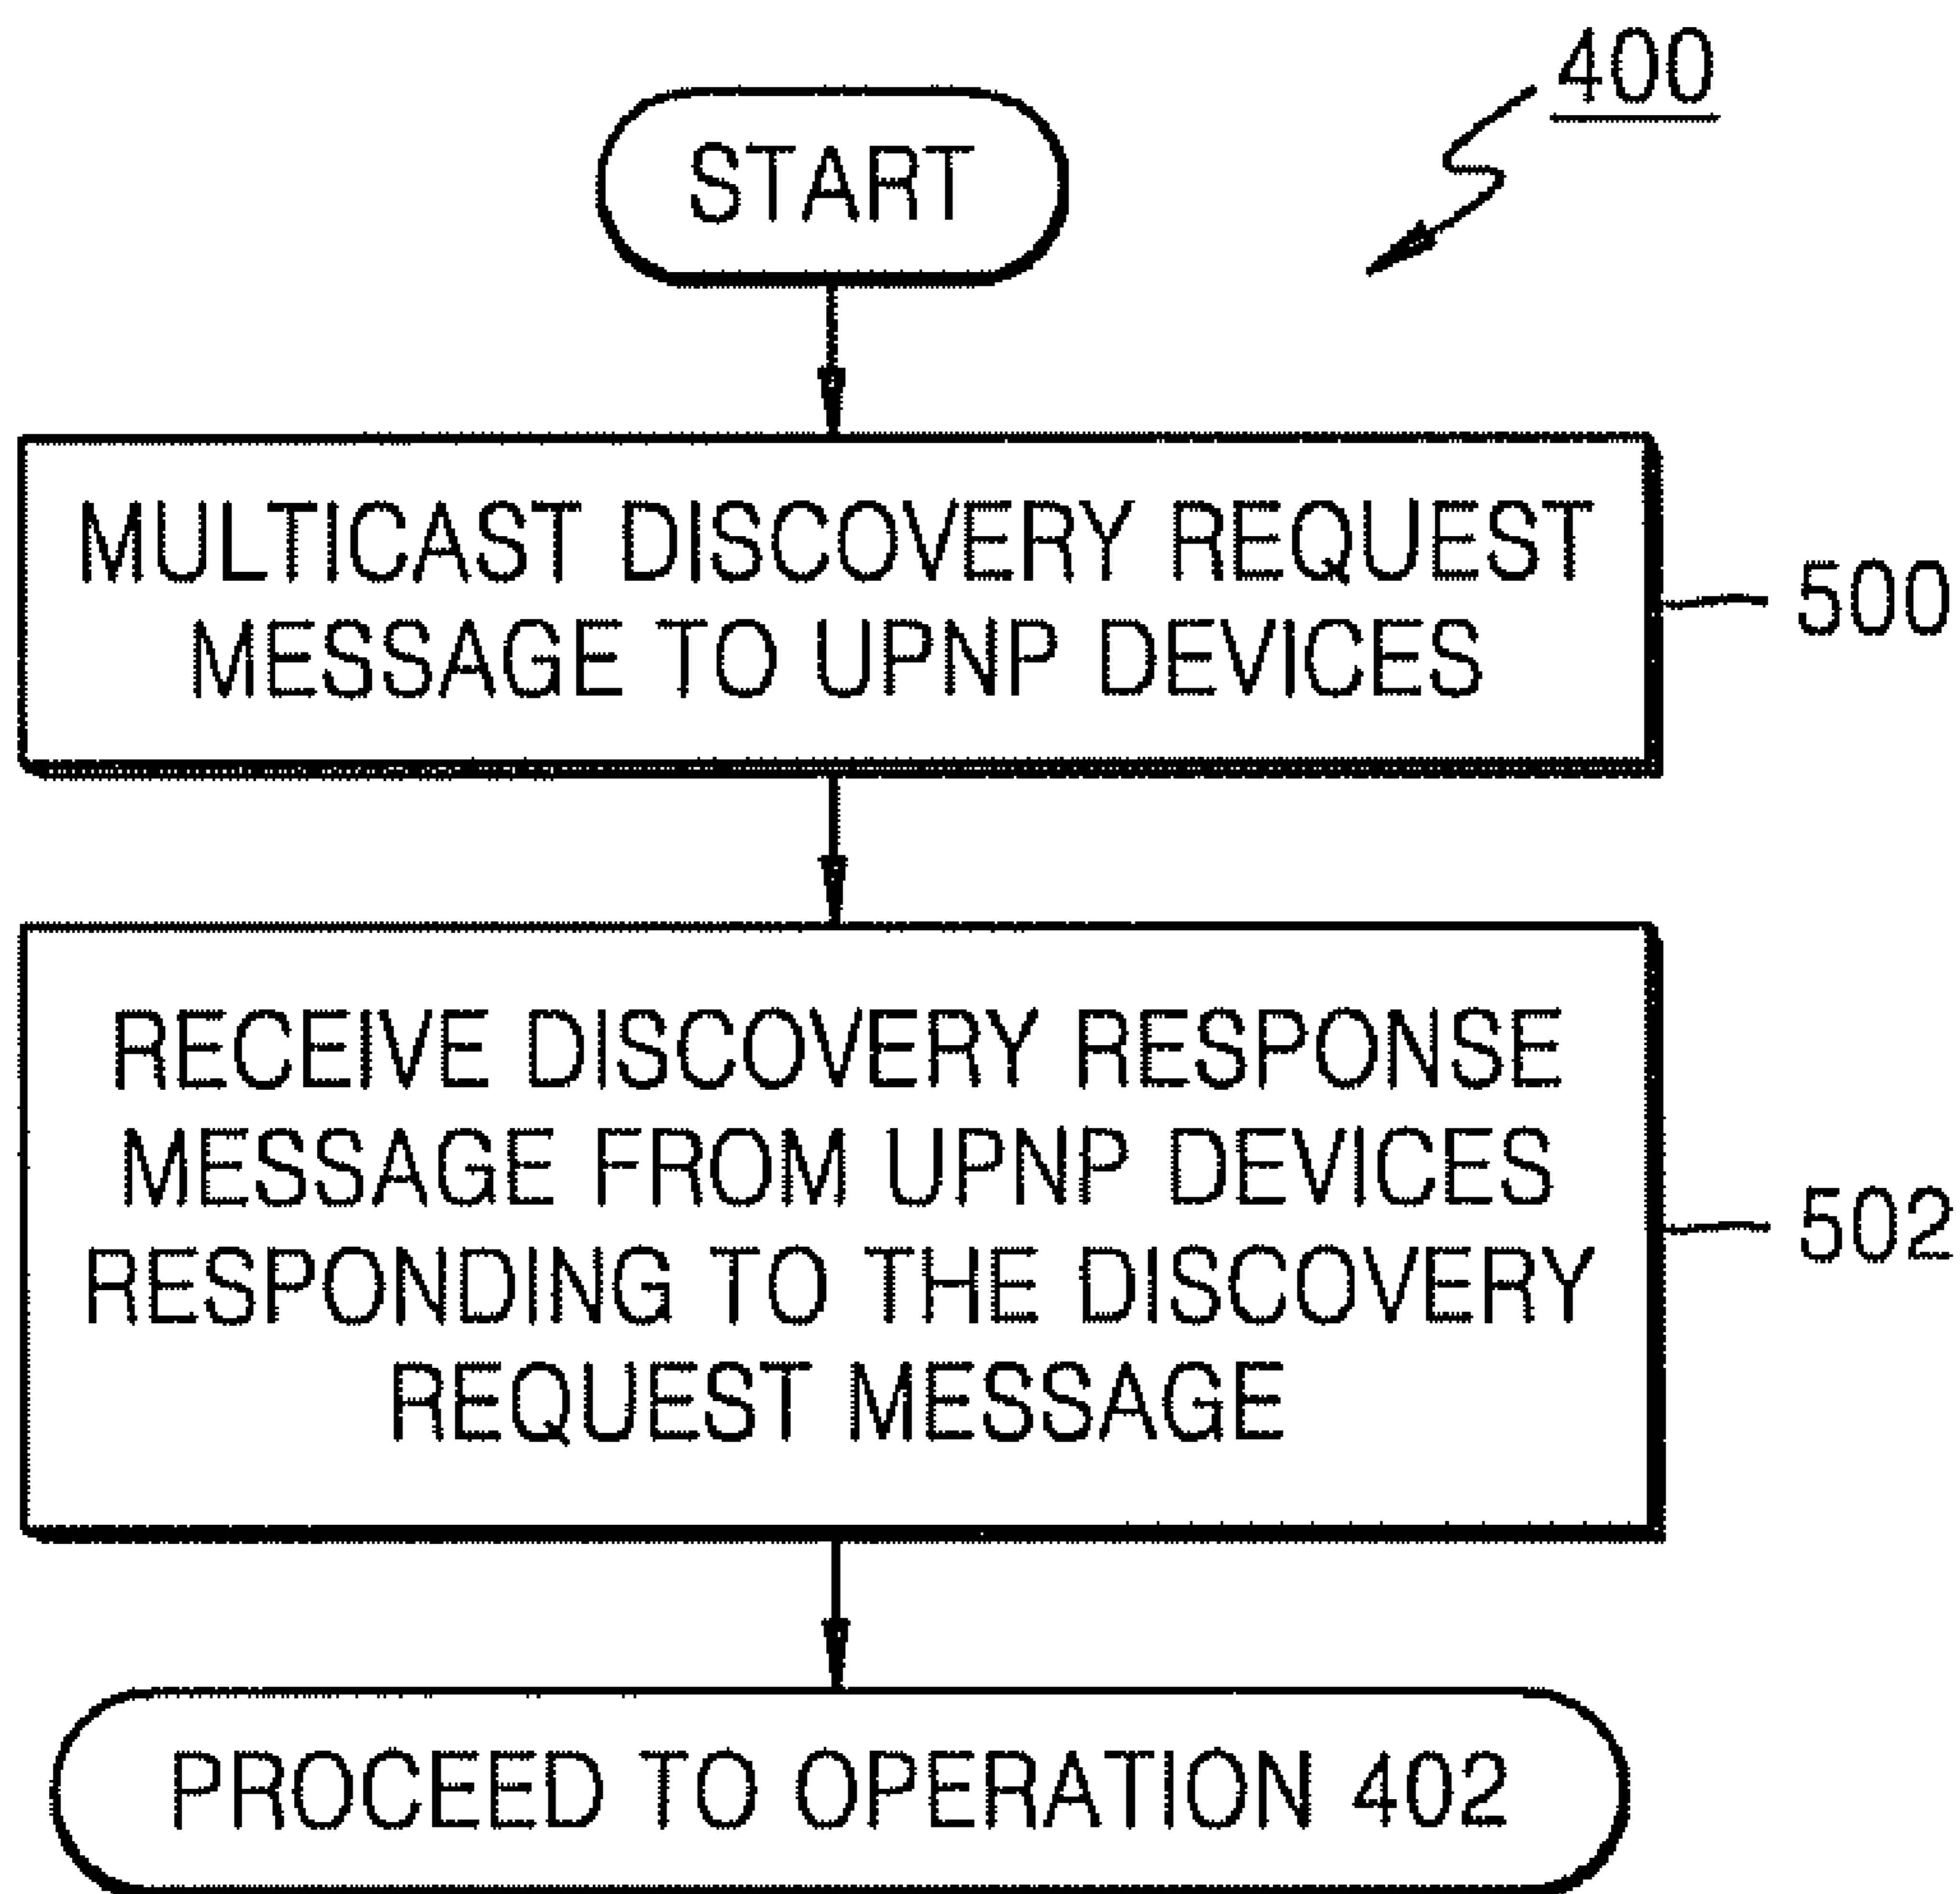 400
START
MULTICAST DISCOVERY REQUEST
MESSAGE TO UPNP DEVICES
500
RECEIVE DISCOVERY RESPONSE
MESSAGE FROM UPNP DEVICES
RESPONDING TO THE DISCOVERY
REQUEST MESSAGE
502
PROCEED TO OPERATION 402